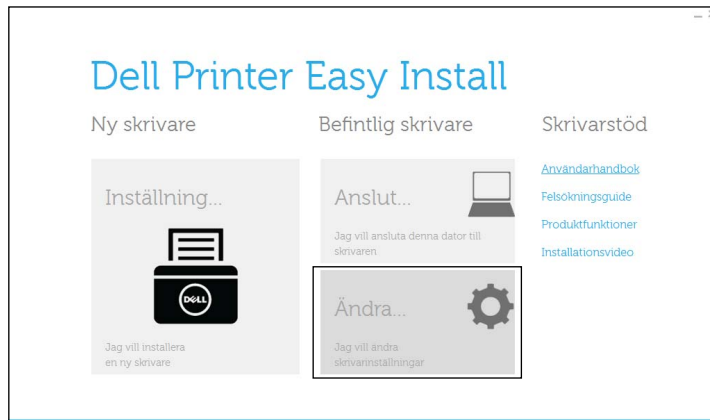 Dell Printer Easy Install
Ny skrivare
Inställning...
DELL
Jag vill installera
en ny skrivare
Befintlig skrivare
Anslut...
Jag vill ansluta denna dator till
skrivaren.
Ändra...
Jag vill ändra
skrivarinställningar
Skrivarstöd
Användarhandbok
Felsökningsguide
Produktfunktioner
Installationsvideo